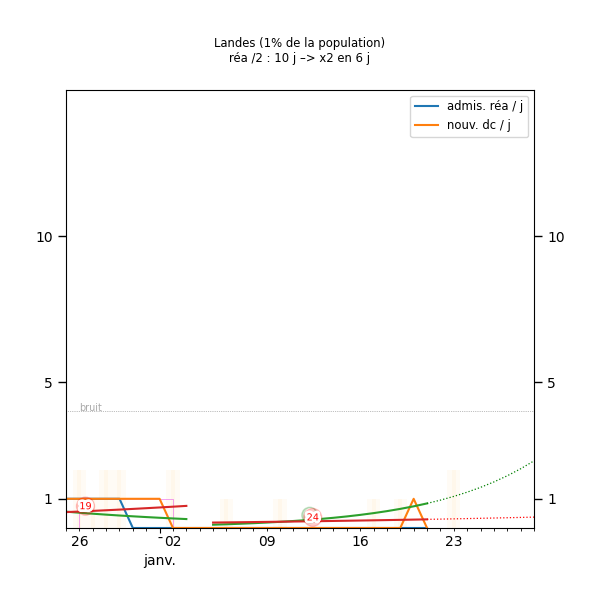 Landes (1% de la population)
réa /2 : 10 j –> x2 en 6 j
admis. réa / j
nouv. dc / j
10
10
5
5
bruit
1
1
19
24
26
02
09
16
23
janv.